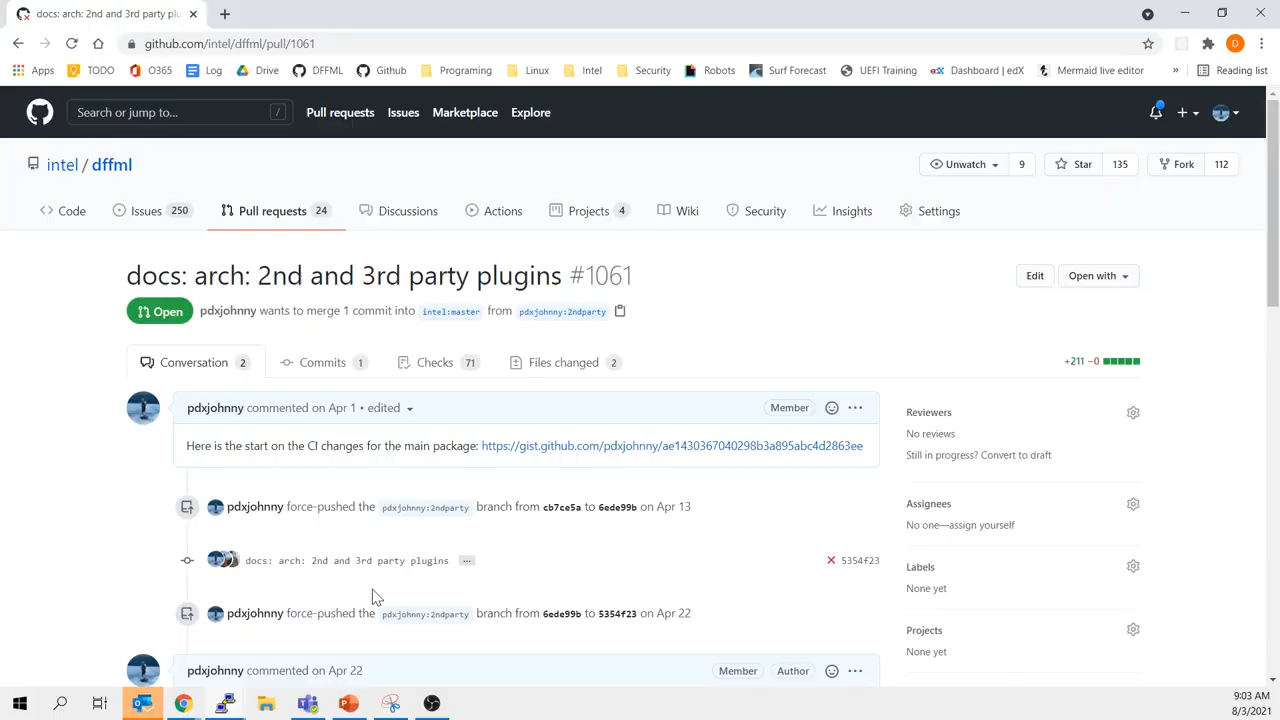 docs: arch: 2nd and 3rd party plu
github.com/intel/dffml/pull/1061
Apps
TODO
O365
Log
Drive
DFFML
Github
Programing
Linux
Intel
Security
Robots
Surf Forecast
UEFI Training
Dashboard | edX
Mermaid live editor
»
Reading list
Search or jump to...
/
Pull requests
Issues
Marketplace
Explore
intel / dffml
Unwatch
9
Star
135
Fork
112
Code
Issues 250
Pull requests 24
Discussions
Actions
Projects 4
Wiki
Security
Insights
Settings
docs: arch: 2nd and 3rd party plugins #1061
Edit
Open with
Open
pdxjohnny wants to merge 1 commit into intel:master from pdxjohnny:2ndparty
Conversation 2
Commits 1
Checks 71
Files changed 2
+211 −0
pdxjohnny commented on Apr 1 • edited
Member
Here is the start on the CI changes for the main package: https://gist.github.com/pdxjohnny/ae1430367040298b3a895abc4d2863ee
pdxjohnny force-pushed the pdxjohnny:2ndparty branch from cb7ce5a to 6ede99b on Apr 13
docs: arch: 2nd and 3rd party plugins ...
5354f23
pdxjohnny force-pushed the pdxjohnny:2ndparty branch from 6ede99b to 5354f23 on Apr 22
pdxjohnny commented on Apr 22
Member
Author
Reviewers
No reviews
Still in progress? Convert to draft
Assignees
No one—assign yourself
Labels
None yet
Projects
None yet
D
9:03 AM
8/3/2021